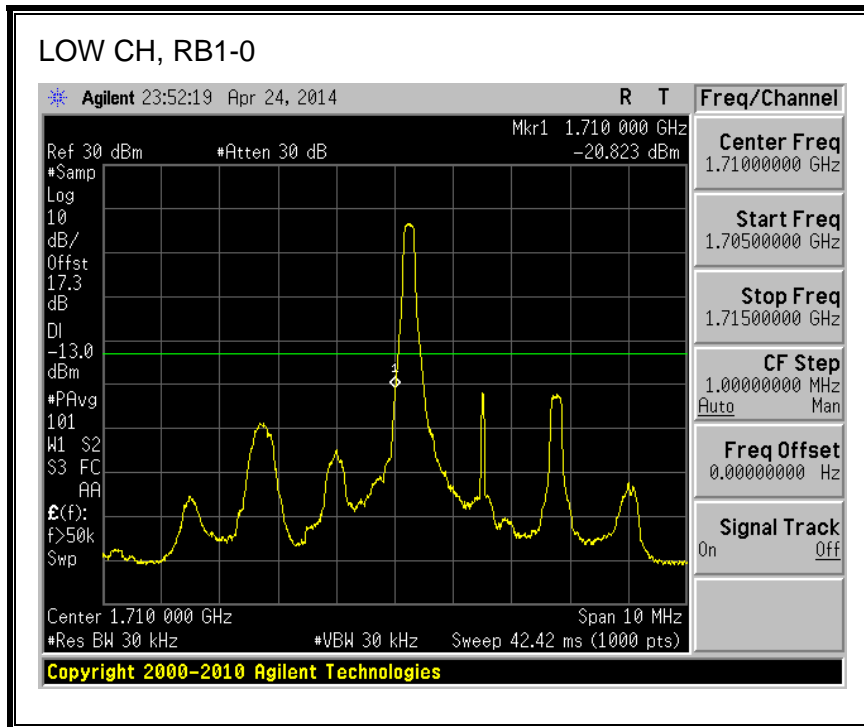 LOW CH, RB1-0
Agilent 23:52:19 Apr 24, 2014 R T
Mkr1 1.710 000 GHz
Ref 30 dBm #Atten 30 dB -20.823 dBm
#Samp
Log
10
dB/
Offst
17.3
dB
DI
-13.0
dBm
#PAvg
101
W1 S2
S3 FC
AA
£(f):
f>50k
Swp
1
Center 1.710 000 GHz Span 10 MHz
#Res BW 30 kHz #VBW 30 kHz Sweep 42.42 ms (1000 pts)
Copyright 2000-2010 Agilent Technologies
Freq/Channel
Center Freq
1.71000000 GHz
Start Freq
1.70500000 GHz
Stop Freq
1.71500000 GHz
CF Step
1.00000000 MHz
Auto Man
Freq Offset
0.00000000 Hz
Signal Track
On Off